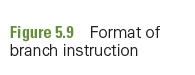 Figure 5.9 Format of
branch instruction